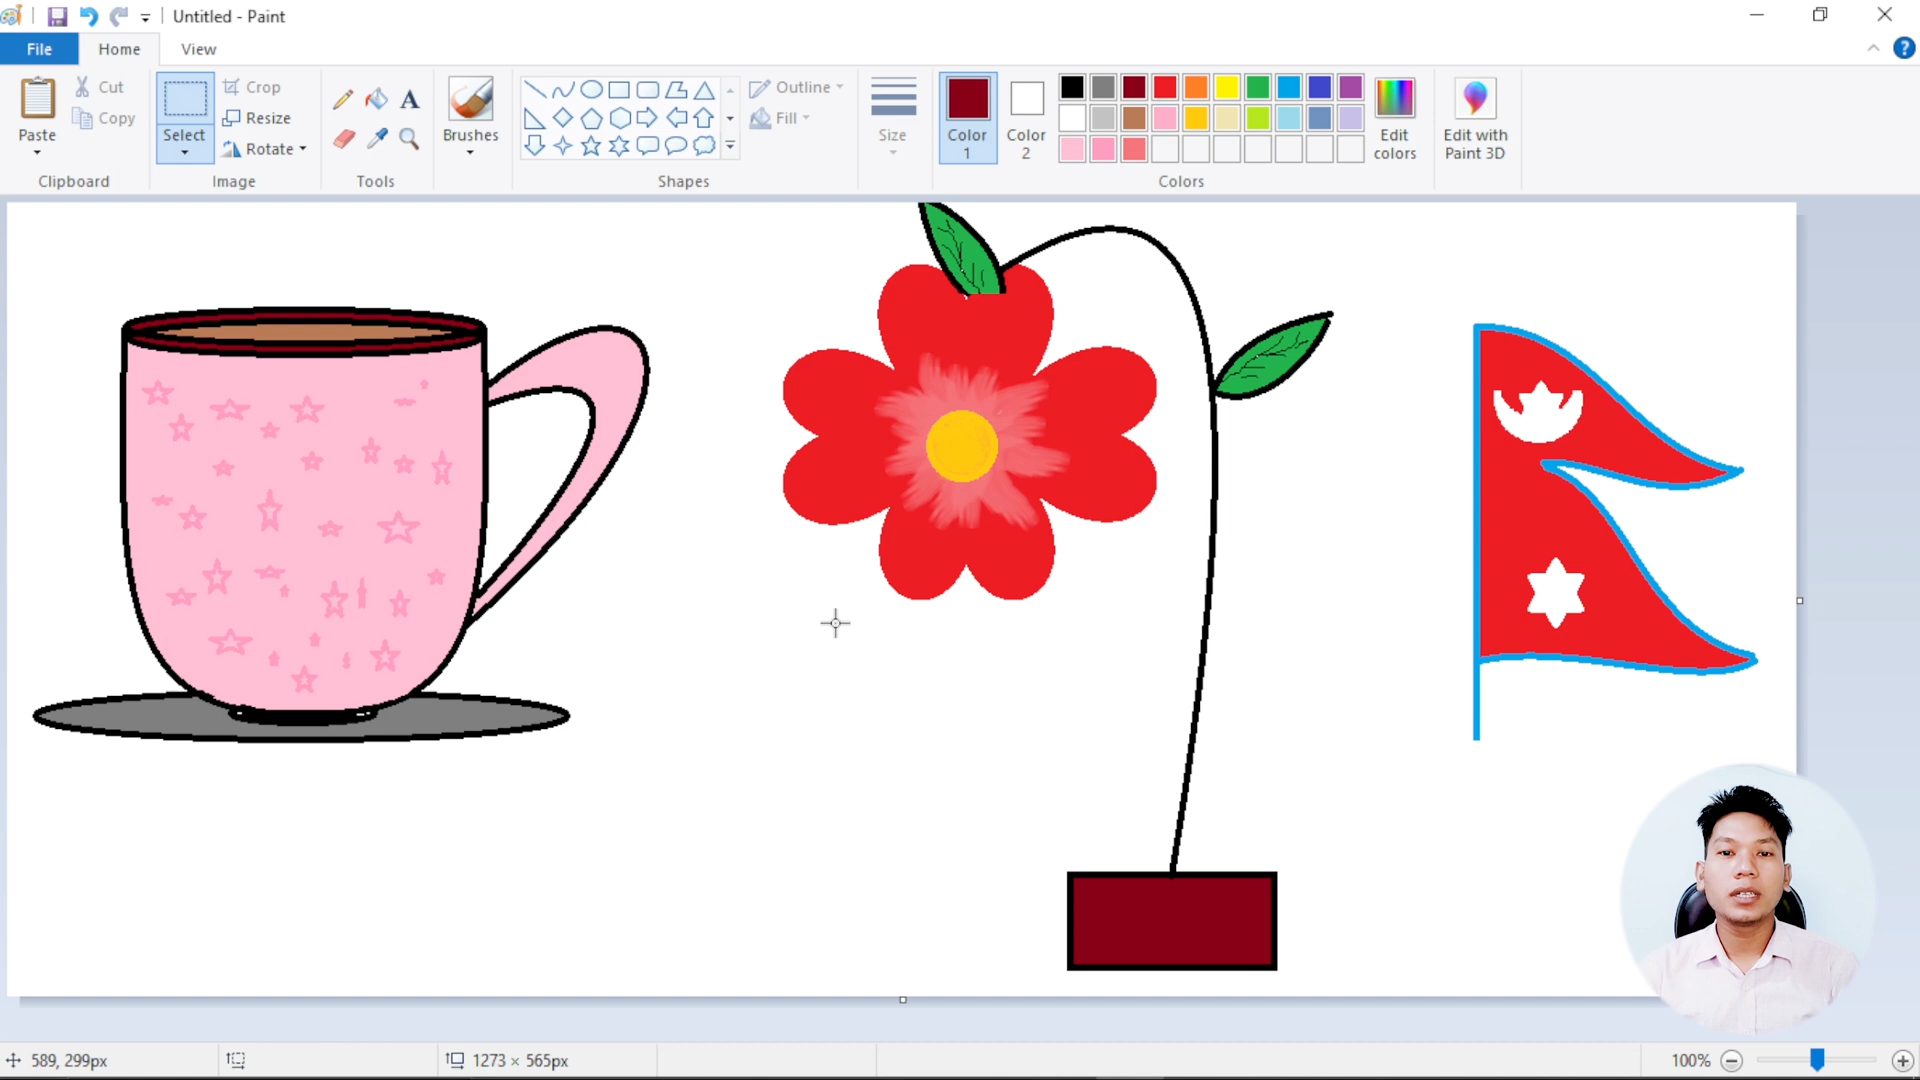 Untitled - Paint
File
Home
View
Paste
Cut
Copy
Clipboard
Select
Crop
Resize
Rotate
Image
A
Tools
Brushes
Shapes
Outline
Fill
Size
Color
1
Color
2
Edit
colors
Colors
Edit with
Paint 3D
?
589, 299px
1273 × 565px
100%